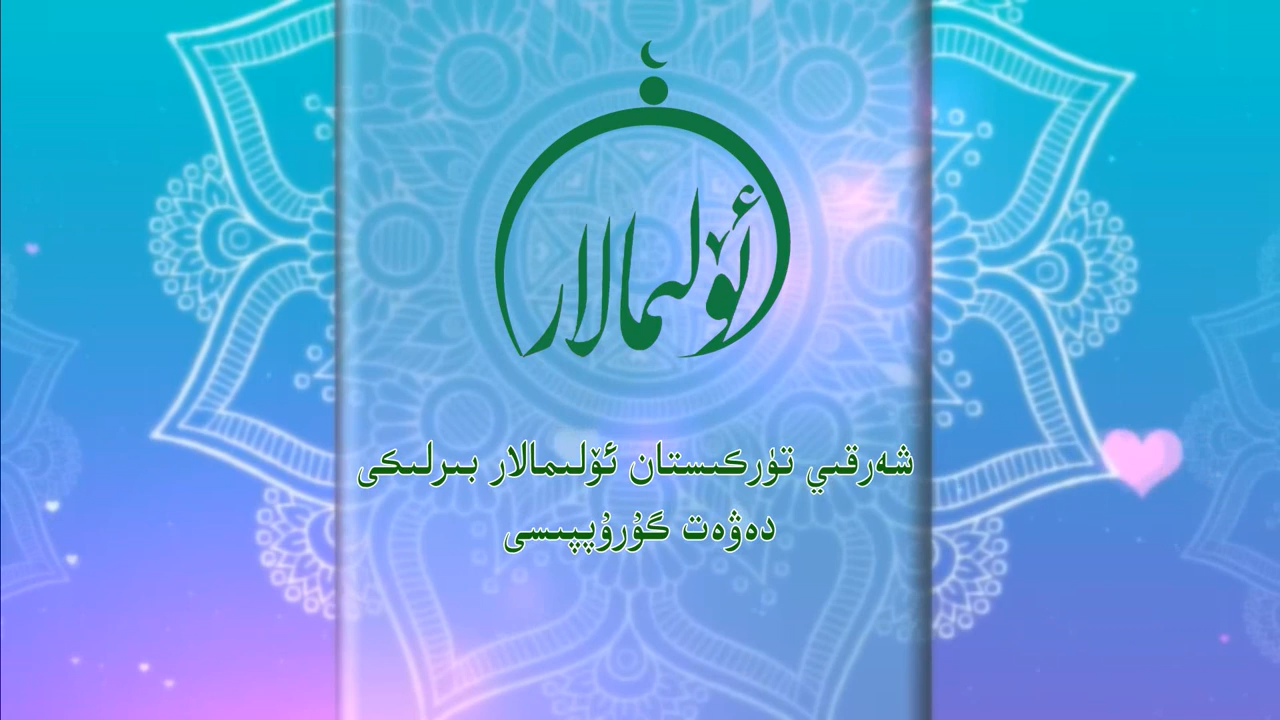 ئۆلىمالار
شەرقىي تۈركىستان ئۆلىمالار بىرلىكى
دەۋەت گۇرۇپپىسى